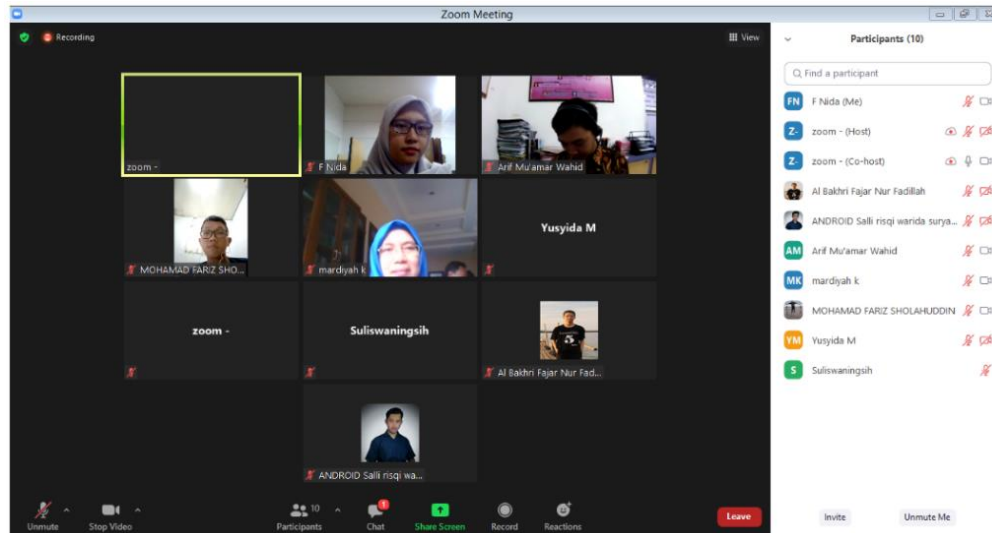 Zoom Meeting
Recording
View
zoom -
F Nida
Arif Mu'amar Wahid
MOHAMAD FARIZ SHO...
mardiyah k
Yusyida M
zoom -
Suliswaningsih
Al Bakhri Fajar Nur Fad...
ANDROID Salli risqi wa...
Unmute
Stop Video
Participants
10
Chat
1
Share Screen
Record
Reactions
Leave
Participants (10)
Find a participant
FN F Nida (Me)
Z- zoom - (Host)
Z- zoom - (Co-host)
Al Bakhri Fajar Nur Fadillah
ANDROID Salli risqi warida surya...
AM Arif Mu'amar Wahid
MK mardiyah k
MOHAMAD FARIZ SHOLAHUDDIN
YM Yusyida M
S Suliswaningsih
Invite
Unmute Me